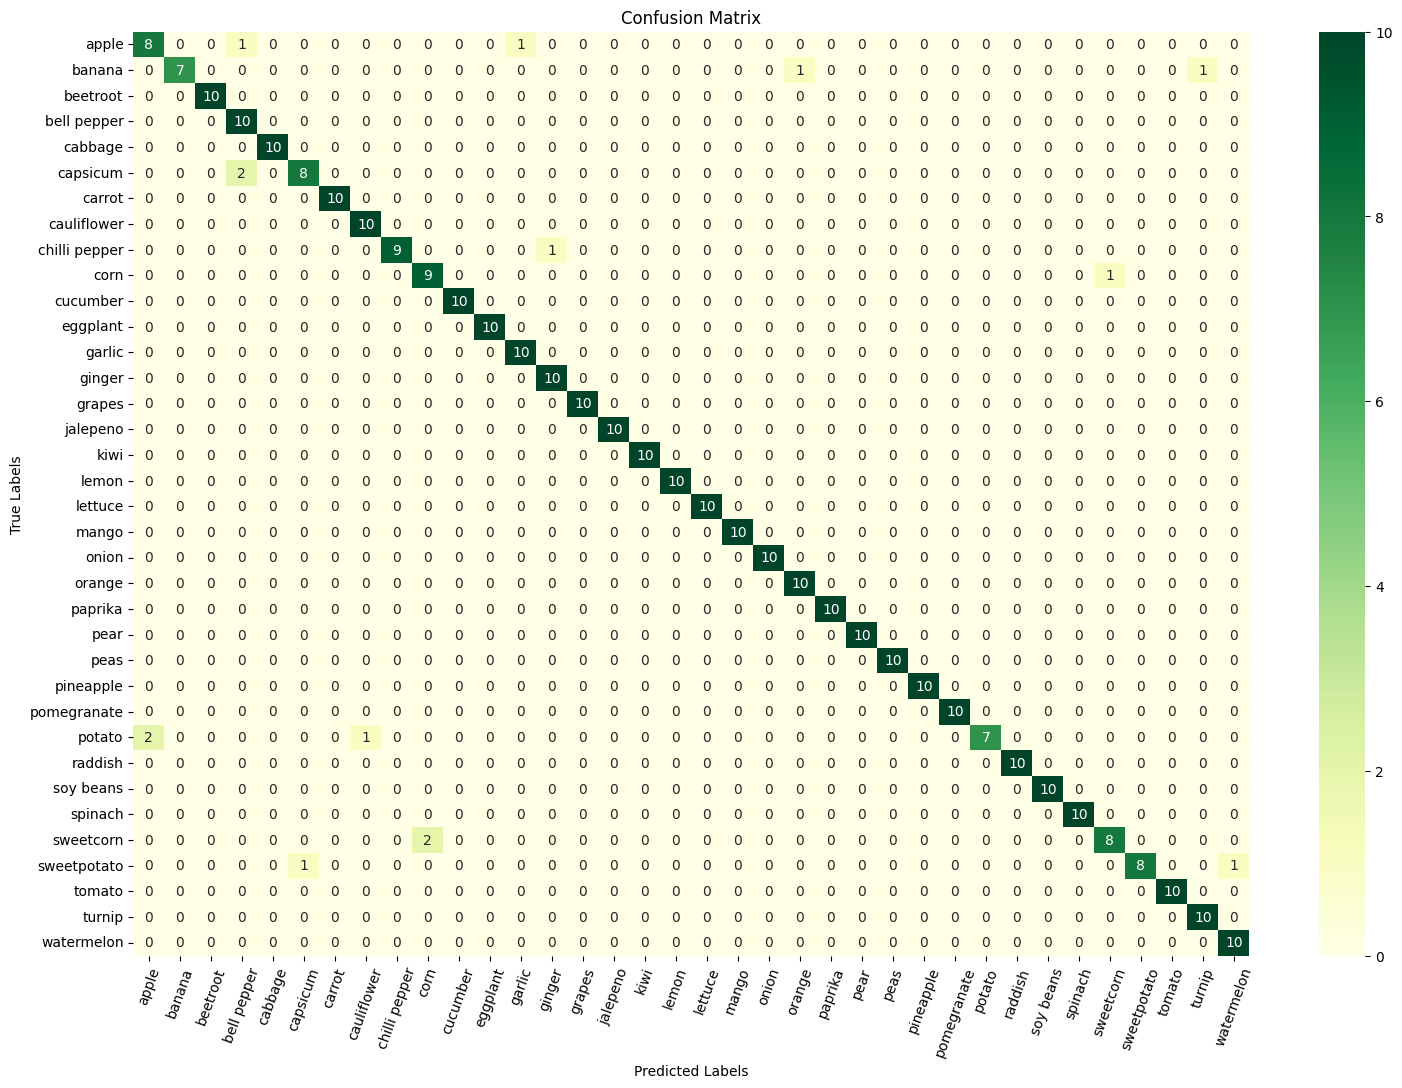 Confusion Matrix
apple 8 0 0 1 0 0 0 0 0 0 0 0 1 0 0 0 0 0 0 0 0 0 0 0 0 0 0 0 0 0 0 0 0 0 0 0
banana 0 7 0 0 0 0 0 0 0 0 0 0 0 0 0 0 0 0 0 0 0 1 0 0 0 0 0 0 0 0 0 0 0 0 1 0
beetroot 0 0 10 0 0 0 0 0 0 0 0 0 0 0 0 0 0 0 0 0 0 0 0 0 0 0 0 0 0 0 0 0 0 0 0 0
bell pepper 0 0 0 10 0 0 0 0 0 0 0 0 0 0 0 0 0 0 0 0 0 0 0 0 0 0 0 0 0 0 0 0 0 0 0 0
cabbage 0 0 0 0 10 0 0 0 0 0 0 0 0 0 0 0 0 0 0 0 0 0 0 0 0 0 0 0 0 0 0 0 0 0 0 0
capsicum 0 0 0 2 0 8 0 0 0 0 0 0 0 0 0 0 0 0 0 0 0 0 0 0 0 0 0 0 0 0 0 0 0 0 0 0
carrot 0 0 0 0 0 0 10 0 0 0 0 0 0 0 0 0 0 0 0 0 0 0 0 0 0 0 0 0 0 0 0 0 0 0 0 0
cauliflower 0 0 0 0 0 0 0 10 0 0 0 0 0 0 0 0 0 0 0 0 0 0 0 0 0 0 0 0 0 0 0 0 0 0 0 0
chilli pepper 0 0 0 0 0 0 0 0 9 0 0 0 0 1 0 0 0 0 0 0 0 0 0 0 0 0 0 0 0 0 0 0 0 0 0 0
corn 0 0 0 0 0 0 0 0 0 9 0 0 0 0 0 0 0 0 0 0 0 0 0 0 0 0 0 0 0 0 0 1 0 0 0 0
cucumber 0 0 0 0 0 0 0 0 0 0 10 0 0 0 0 0 0 0 0 0 0 0 0 0 0 0 0 0 0 0 0 0 0 0 0 0
eggplant 0 0 0 0 0 0 0 0 0 0 0 10 0 0 0 0 0 0 0 0 0 0 0 0 0 0 0 0 0 0 0 0 0 0 0 0
garlic 0 0 0 0 0 0 0 0 0 0 0 0 10 0 0 0 0 0 0 0 0 0 0 0 0 0 0 0 0 0 0 0 0 0 0 0
ginger 0 0 0 0 0 0 0 0 0 0 0 0 0 10 0 0 0 0 0 0 0 0 0 0 0 0 0 0 0 0 0 0 0 0 0 0
grapes 0 0 0 0 0 0 0 0 0 0 0 0 0 0 10 0 0 0 0 0 0 0 0 0 0 0 0 0 0 0 0 0 0 0 0 0
jalepeno 0 0 0 0 0 0 0 0 0 0 0 0 0 0 0 10 0 0 0 0 0 0 0 0 0 0 0 0 0 0 0 0 0 0 0 0
kiwi 0 0 0 0 0 0 0 0 0 0 0 0 0 0 0 0 10 0 0 0 0 0 0 0 0 0 0 0 0 0 0 0 0 0 0 0
lemon 0 0 0 0 0 0 0 0 0 0 0 0 0 0 0 0 0 10 0 0 0 0 0 0 0 0 0 0 0 0 0 0 0 0 0 0
lettuce 0 0 0 0 0 0 0 0 0 0 0 0 0 0 0 0 0 0 10 0 0 0 0 0 0 0 0 0 0 0 0 0 0 0 0 0
mango 0 0 0 0 0 0 0 0 0 0 0 0 0 0 0 0 0 0 0 10 0 0 0 0 0 0 0 0 0 0 0 0 0 0 0 0
onion 0 0 0 0 0 0 0 0 0 0 0 0 0 0 0 0 0 0 0 0 10 0 0 0 0 0 0 0 0 0 0 0 0 0 0 0
orange 0 0 0 0 0 0 0 0 0 0 0 0 0 0 0 0 0 0 0 0 0 10 0 0 0 0 0 0 0 0 0 0 0 0 0 0
paprika 0 0 0 0 0 0 0 0 0 0 0 0 0 0 0 0 0 0 0 0 0 0 10 0 0 0 0 0 0 0 0 0 0 0 0 0
pear 0 0 0 0 0 0 0 0 0 0 0 0 0 0 0 0 0 0 0 0 0 0 0 10 0 0 0 0 0 0 0 0 0 0 0 0
peas 0 0 0 0 0 0 0 0 0 0 0 0 0 0 0 0 0 0 0 0 0 0 0 0 10 0 0 0 0 0 0 0 0 0 0 0
pineapple 0 0 0 0 0 0 0 0 0 0 0 0 0 0 0 0 0 0 0 0 0 0 0 0 0 10 0 0 0 0 0 0 0 0 0 0
pomegranate 0 0 0 0 0 0 0 0 0 0 0 0 0 0 0 0 0 0 0 0 0 0 0 0 0 0 10 0 0 0 0 0 0 0 0 0
potato 2 0 0 0 0 0 0 1 0 0 0 0 0 0 0 0 0 0 0 0 0 0 0 0 0 0 0 7 0 0 0 0 0 0 0 0
raddish 0 0 0 0 0 0 0 0 0 0 0 0 0 0 0 0 0 0 0 0 0 0 0 0 0 0 0 0 10 0 0 0 0 0 0 0
soy beans 0 0 0 0 0 0 0 0 0 0 0 0 0 0 0 0 0 0 0 0 0 0 0 0 0 0 0 0 0 10 0 0 0 0 0 0
spinach 0 0 0 0 0 0 0 0 0 0 0 0 0 0 0 0 0 0 0 0 0 0 0 0 0 0 0 0 0 0 10 0 0 0 0 0
sweetcorn 0 0 0 0 0 0 0 0 0 2 0 0 0 0 0 0 0 0 0 0 0 0 0 0 0 0 0 0 0 0 0 8 0 0 0 0
sweetpotato 0 0 0 0 0 1 0 0 0 0 0 0 0 0 0 0 0 0 0 0 0 0 0 0 0 0 0 0 0 0 0 0 8 0 0 1
tomato 0 0 0 0 0 0 0 0 0 0 0 0 0 0 0 0 0 0 0 0 0 0 0 0 0 0 0 0 0 0 0 0 0 10 0 0
turnip 0 0 0 0 0 0 0 0 0 0 0 0 0 0 0 0 0 0 0 0 0 0 0 0 0 0 0 0 0 0 0 0 0 0 10 0
watermelon 0 0 0 0 0 0 0 0 0 0 0 0 0 0 0 0 0 0 0 0 0 0 0 0 0 0 0 0 0 0 0 0 0 0 0 10
True Labels
apple banana beetroot bell pepper cabbage capsicum carrot cauliflower chilli pepper corn cucumber eggplant garlic ginger grapes jalepeno kiwi lemon lettuce mango onion orange paprika pear peas pineapple pomegranate potato raddish soy beans spinach sweetcorn sweetpotato tomato turnip watermelon
Predicted Labels
10
8
6
4
2
0